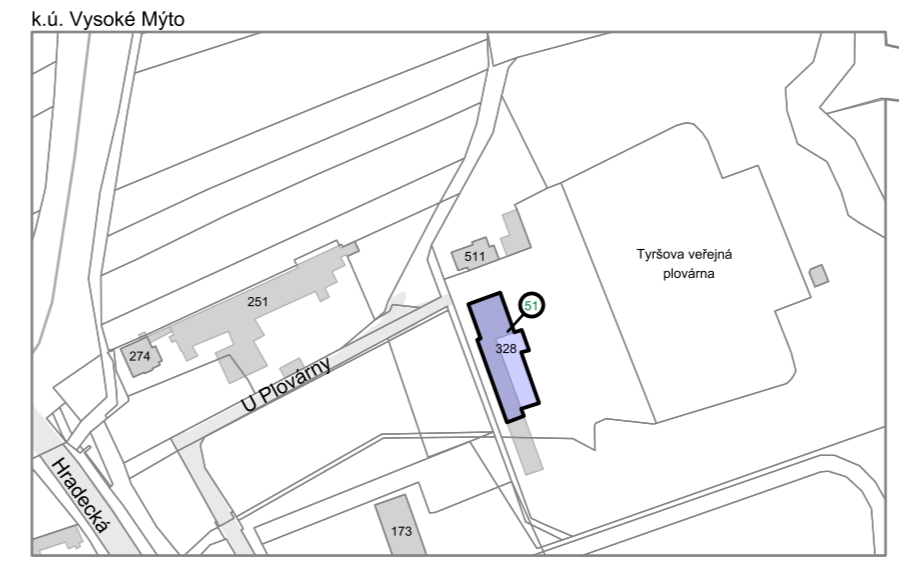 k.ú. Vysoké Mýto
Tyršova veřejná
plovárna
511
251
51
328
274
U Plovárny
Hradecká
173